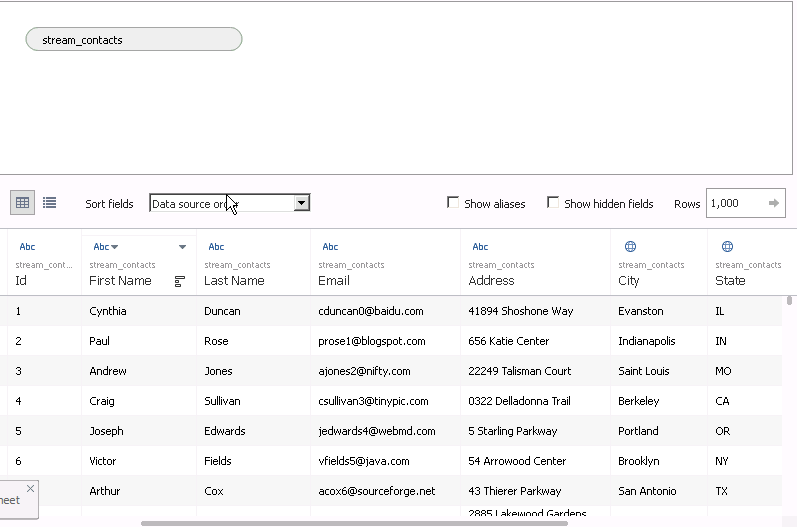 stream_contacts
Sort fields Data source order Show aliases Show hidden fields Rows 1,000
Abc Abc Abc Abc Abc
stream_cont... stream_contacts stream_contacts stream_contacts stream_contacts stream_contacts stream_contacts
Id First Name Last Name Email Address City State
1 Cynthia Duncan cduncan0@baidu.com 41894 Shoshone Way Evanston IL
2 Paul Rose prose1@blogspot.com 656 Katie Center Indianapolis IN
3 Andrew Jones ajones2@nifty.com 22249 Talisman Court Saint Louis MO
4 Craig Sullivan csullivan3@tinypic.com 0322 Delladonna Trail Berkeley CA
5 Joseph Edwards jedwards4@webmd.com 5 Starling Parkway Portland OR
6 Victor Fields vfields5@java.com 54 Arrowood Center Brooklyn NY
Arthur Cox acox6@sourceforge.net 43 Thierer Parkway San Antonio TX
2885 Lakewood Gardens